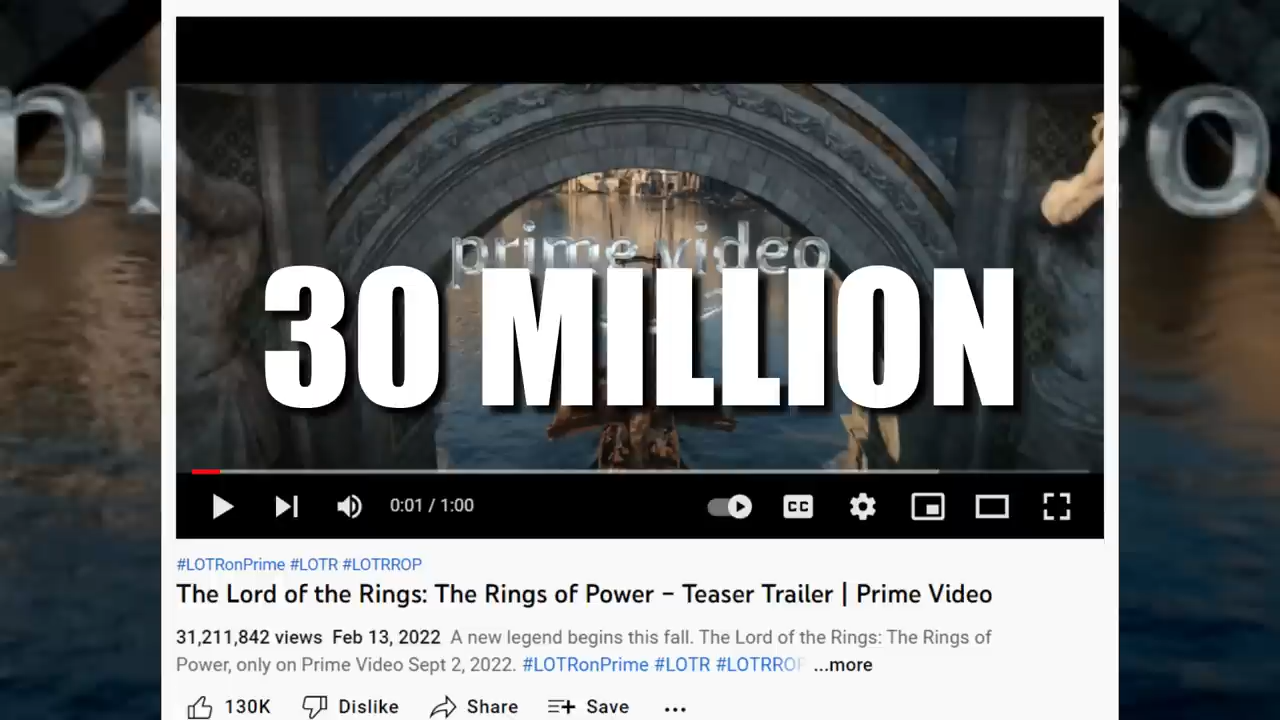 prime video
30 MILLION
0:01 / 1:00
CC
#LOTRonPrime #LOTR #LOTRROP
The Lord of the Rings: The Rings of Power – Teaser Trailer | Prime Video
31,211,842 views Feb 13, 2022 A new legend begins this fall. The Lord of the Rings: The Rings of
Power, only on Prime Video Sept 2, 2022. #LOTRonPrime #LOTR #LOTRROP ...more
130K Dislike Share Save